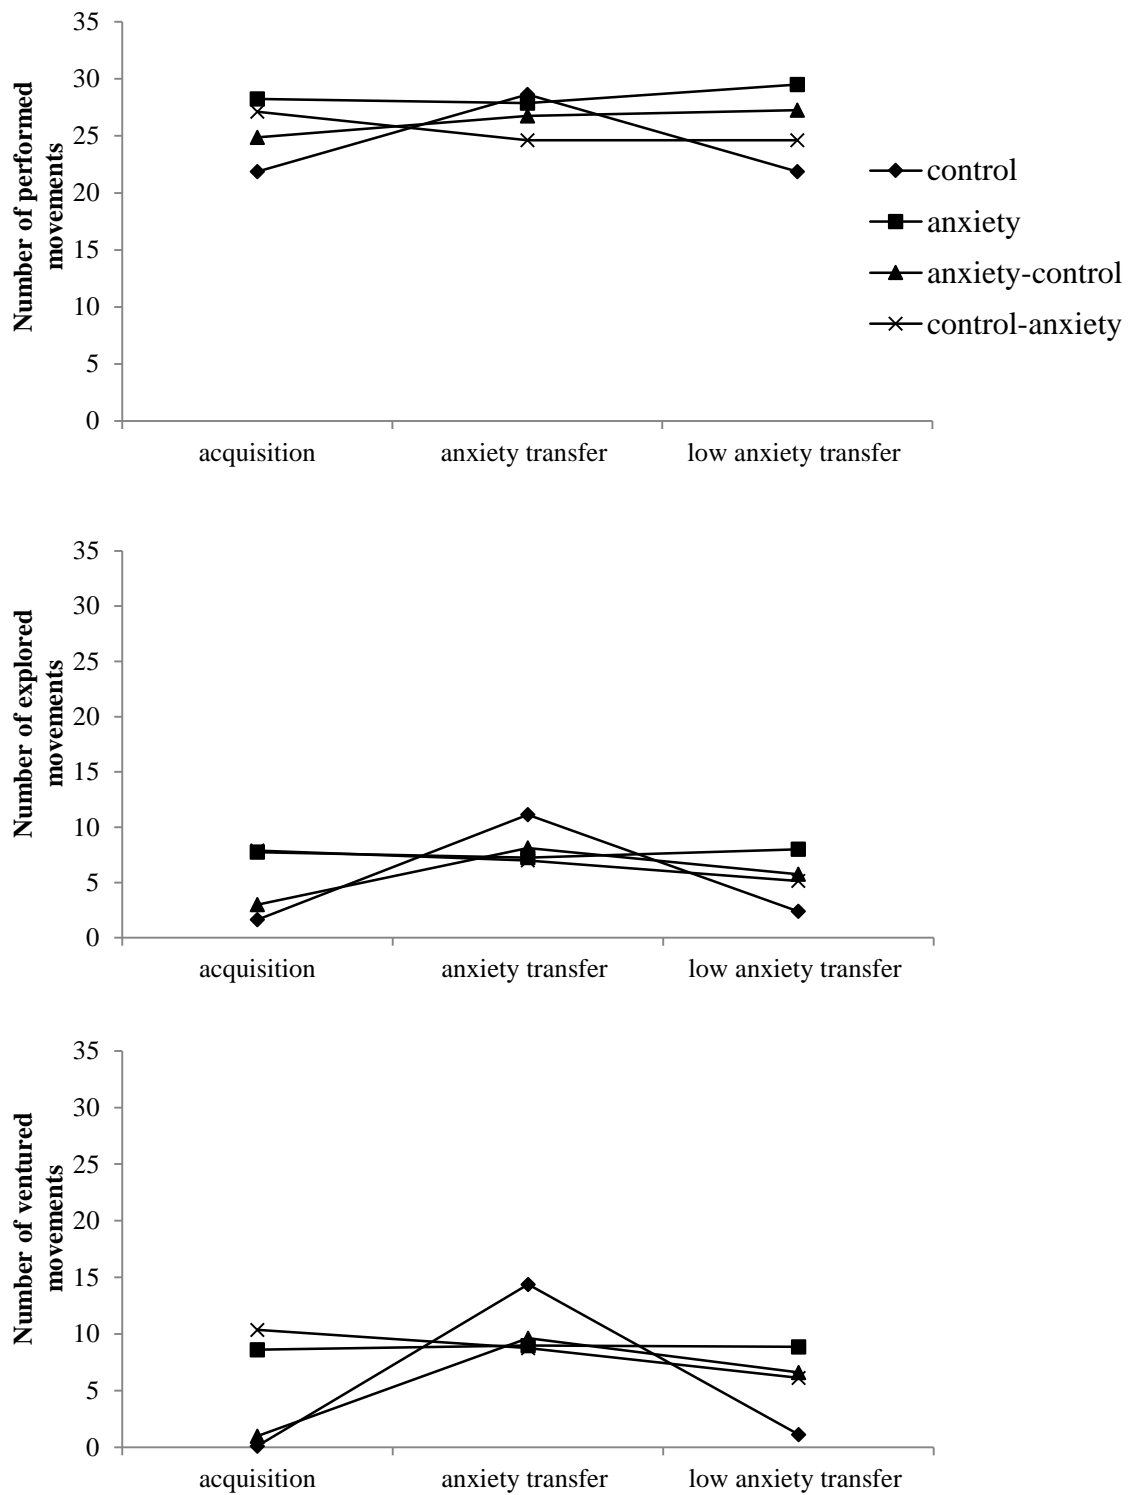 Number of performed
movements
35
30
25
20
15
10
5
0
acquisition
anxiety transfer
low anxiety transfer
control
anxiety
anxiety-control
control-anxiety
Number of explored
movements
35
30
25
20
15
10
5
0
acquisition
anxiety transfer
low anxiety transfer
Number of ventured
movements
35
30
25
20
15
10
5
0
acquisition
anxiety transfer
low anxiety transfer